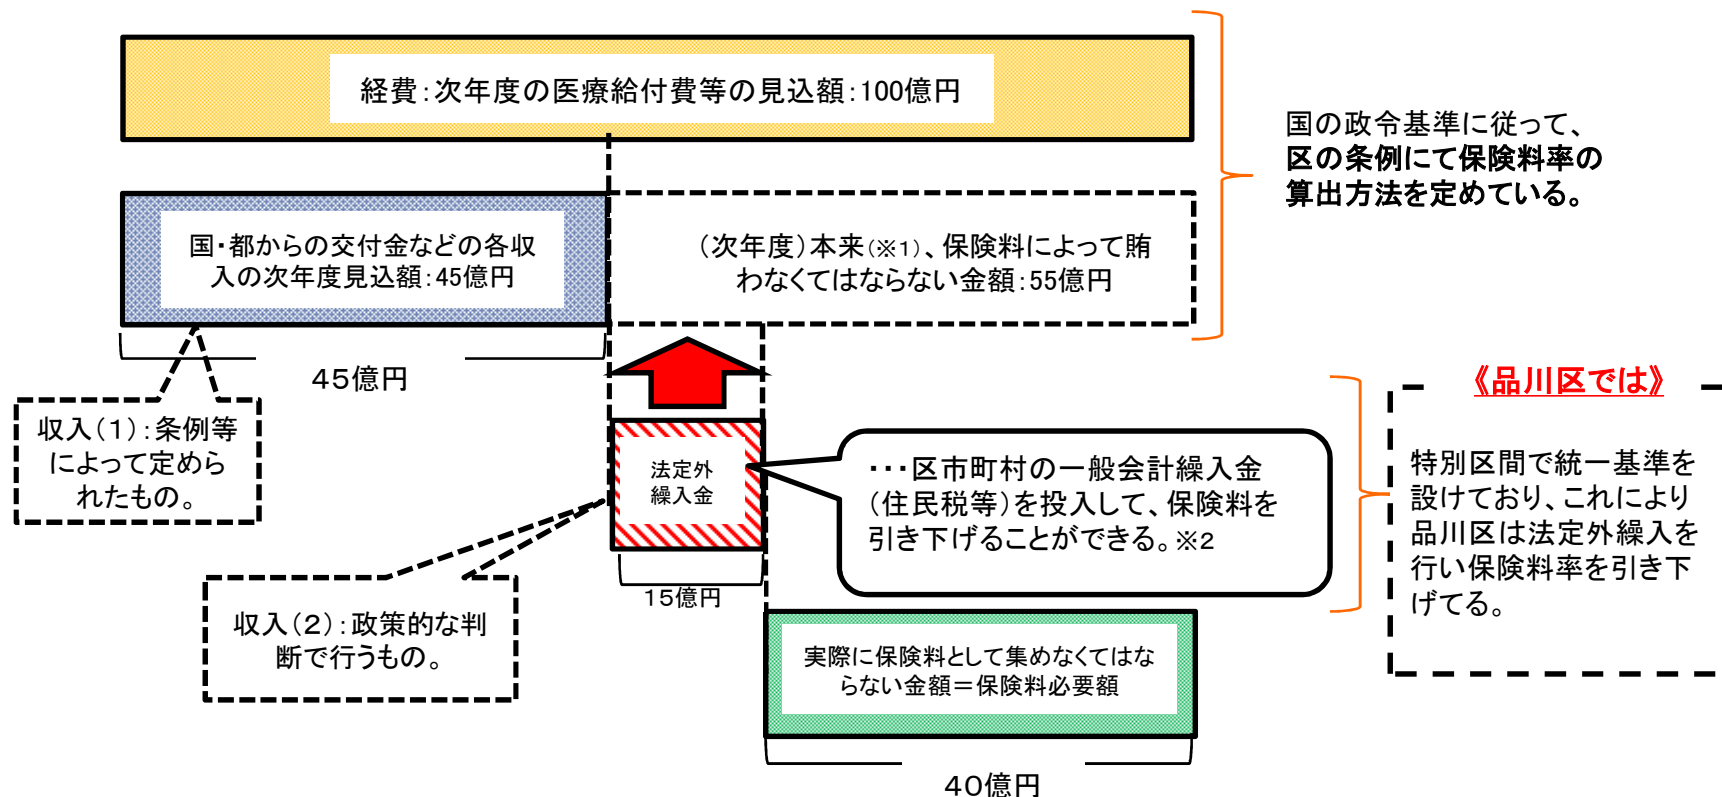 経費：次年度の医療給付費等の見込額：100億円
国の政令基準に従って、
区の条例にて保険料率の
算出方法を定めている。
国・都からの交付金などの各収
入の次年度見込額：45億円
（次年度）本来（※1）、保険料によって賄
わなくてはならない金額：55億円
45億円
収入（1）：条例等
によって定めら
れたもの。
法定外
繰入金
・・・区市町村の一般会計繰入金
（住民税等）を投入して、保険料を
引き下げることができる。※2
《品川区では》
特別区間で統一基準を
設けており、これにより
品川区は法定外繰入を
行い保険料率を引き下
げてる。
15億円
収入（2）：政策的な判
断で行うもの。
実際に保険料として集めなくてはな
らない金額＝保険料必要額
40億円